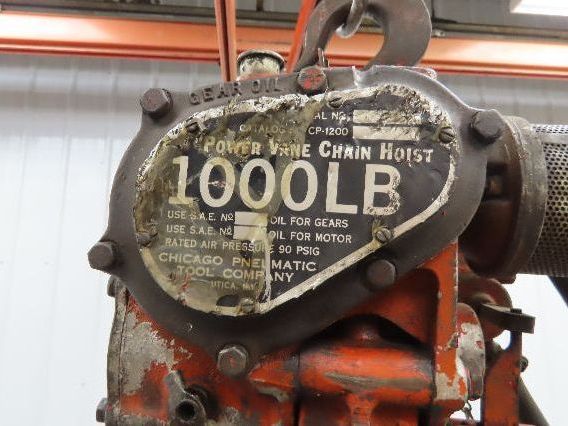 GEAR OIL
AL NO.
CATALOG CP-1200
POWER VANE CHAIN HOIST
1000LB
USE S.A.E. NO OIL FOR GEARS
USE S.A.E. NO OIL FOR MOTOR
RATED AIR PRESSURE 90 PSIG
CHICAGO PNEUMATIC
TOOL COMPANY
UTICA, N.Y.